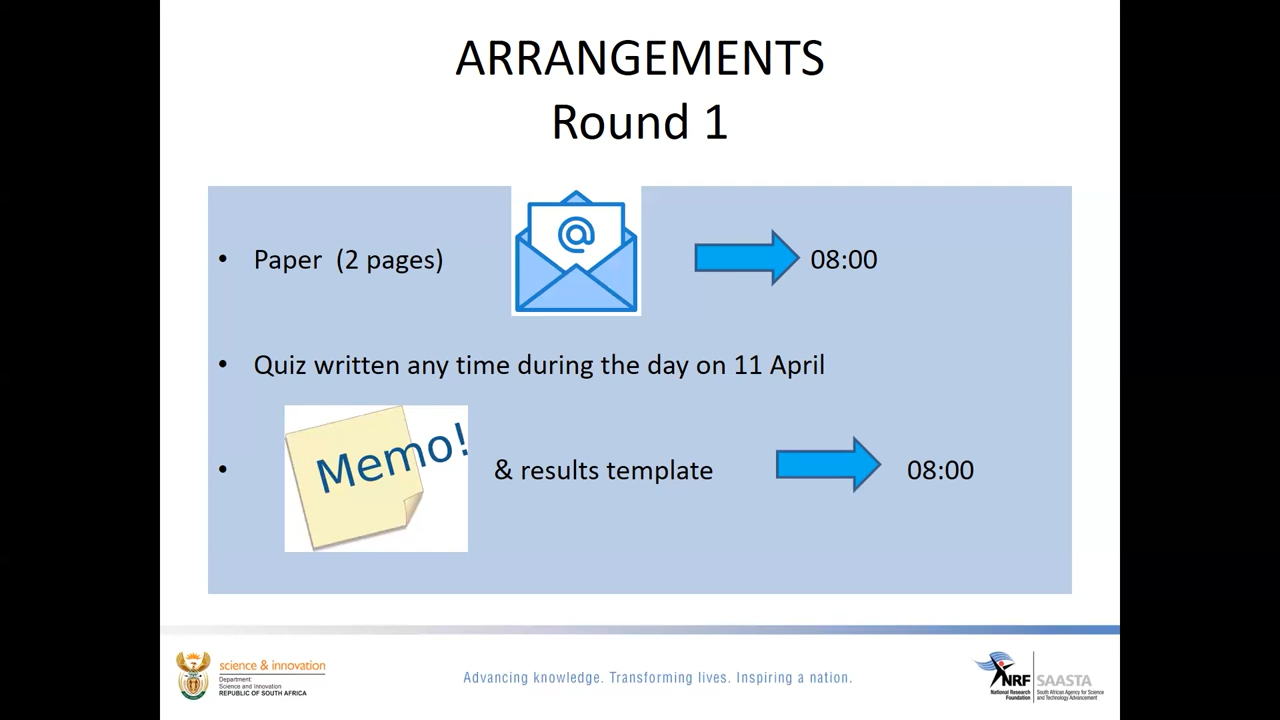 ARRANGEMENTS
Round 1
• Paper (2 pages)
@
08:00
• Quiz written any time during the day on 11 April
• Memo! & results template
08:00
science & innovation
Department:
Science and Innovation
REPUBLIC OF SOUTH AFRICA
Advancing knowledge. Transforming lives. Inspiring a nation.
NRF
National Research
Foundation
SAASTA
South African Agency for Science
and Technology Advancement